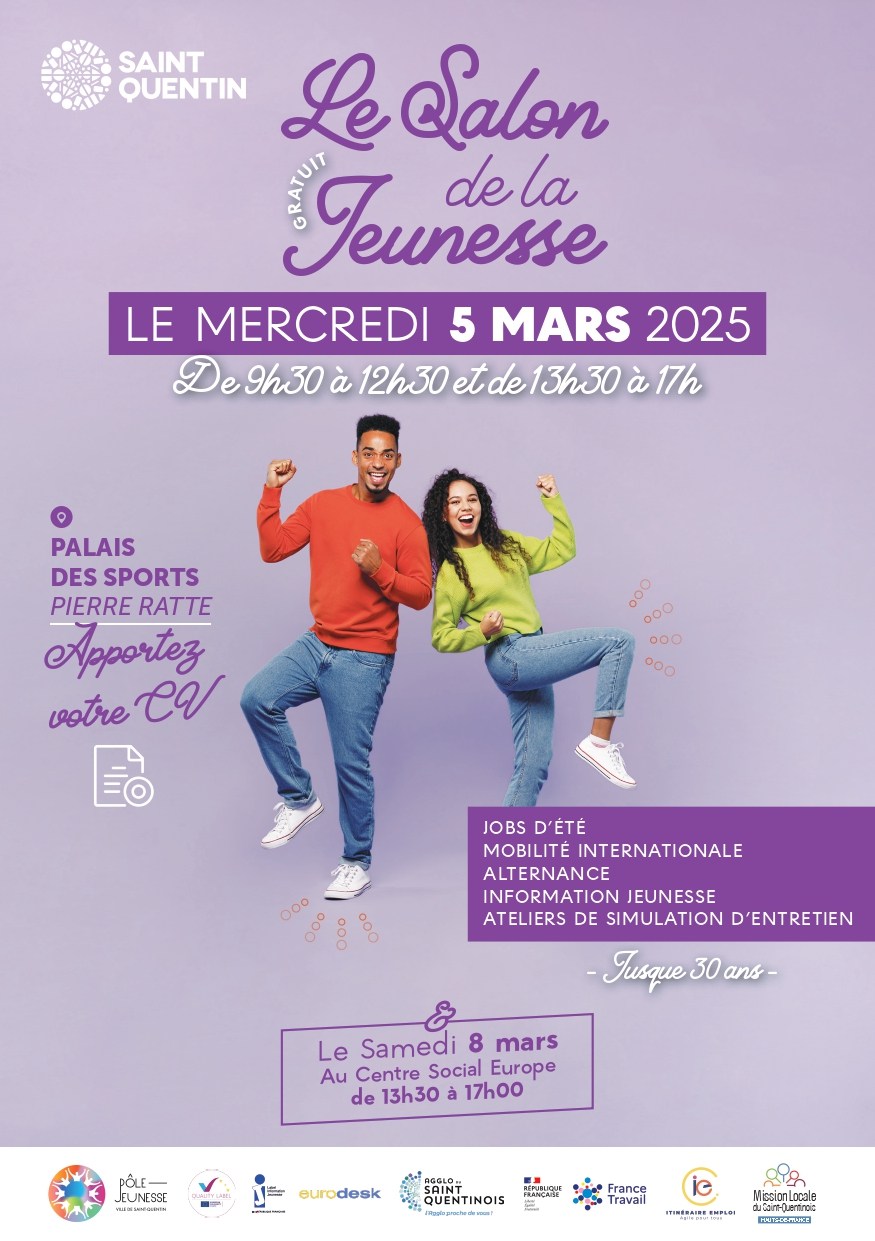 SAINT
QUENTIN
Le Salon
de la
GRATUIT
Jeunesse
LE MERCREDI 5 MARS 2025
De 9h30 à 12h30 et de 13h30 à 17h
PALAIS
DES SPORTS
PIERRE RATTE
Apportez
votre CV
JOBS D'ÉTÉ
MOBILITÉ INTERNATIONALE
ALTERNANCE
INFORMATION JEUNESSE
ATELIERS DE SIMULATION D'ENTRETIEN
- Jusque 30 ans -
&
Le Samedi 8 mars
Au Centre Social Europe
de 13h30 à 17h00
PÔLE
JEUNESSE
VILLE DE SAINT-QUENTIN
QUALITY LABEL
Label
Information
Jeunesse
eurodesk
AGGLO DU
SAINT
QUENTINOIS
l'Agglo proche de vous !
RÉPUBLIQUE
FRANÇAISE
Liberté
Égalité
Fraternité
France
Travail
ie
ITINÉRAIRE EMPLOI
Agile pour tous
Mission Locale
du Saint-Quentinois
HAUTS-DE-FRANCE